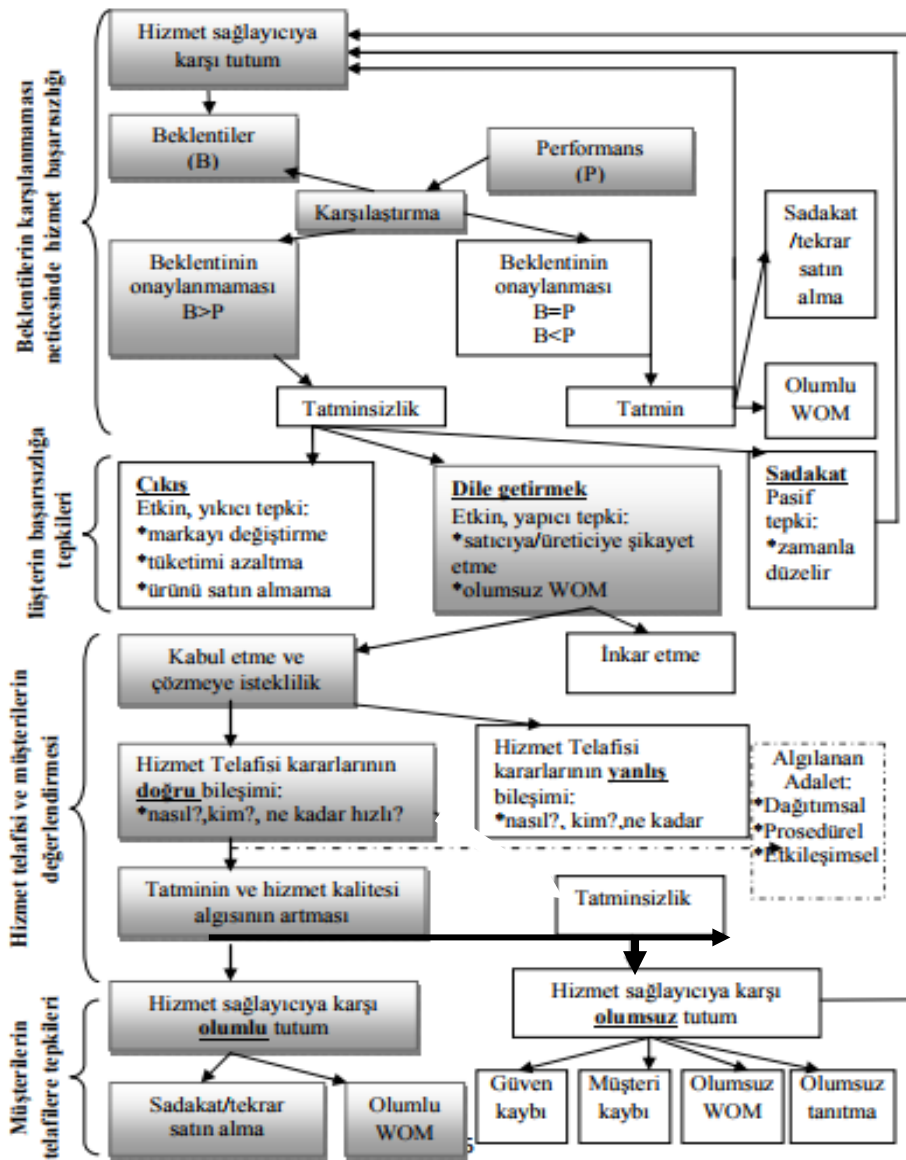 Beklentilerin karşılanmaması
neticesinde hizmet başarısızlığı
Hizmet sağlayıcıya
karşı tutum
Beklentiler
(B)
Performans
(P)
Karşılaştırma
Beklentinin
onaylanmaması
B>P
Beklentinin
onaylanması
B=P
B<P
Sadakat
/tekrar
satın
alma
Tatminsizlik
Tatmin
Olumlu
WOM
lüşterin başarısızlığa
tepkileri
Çıkış
Etkin, yıkıcı tepki:
*markayı değiştirme
*tüketimi azaltma
*ürünü satın almama
Dile getirmek
Etkin, yapıcı tepki:
*satıcıya/üreticiye şikayet
etme
*olumsuz WOM
Sadakat
Pasif
tepki:
*zamanla
düzelir
Hizmet telafisi ve müşterilerin
değerlendirmesi
Kabul etme ve
çözmeye isteklilik
İnkar etme
Hizmet Telafisi kararlarının
doğru bileşimi:
*nasıl?,kim?, ne kadar hızlı?
Hizmet Telafisi
kararlarının yanlış
bileşimi:
*nasıl?, kim?,ne kadar
Algılanan
Adalet:
*Dağıtımsal
*Prosedürel
*Etkileşimsel
Tatminin ve hizmet kalitesi
algısının artması
Tatminsizlik
Müşterilerin
telafilere tepkileri
Hizmet sağlayıcıya karşı
olumlu tutum
Hizmet sağlayıcıya karşı
olumsuz tutum
Sadakat/tekrar
satın alma
Olumlu
WOM
Güven
kaybı
Müşteri
kaybı
Olumsuz
WOM
Olumsuz
tanıtma